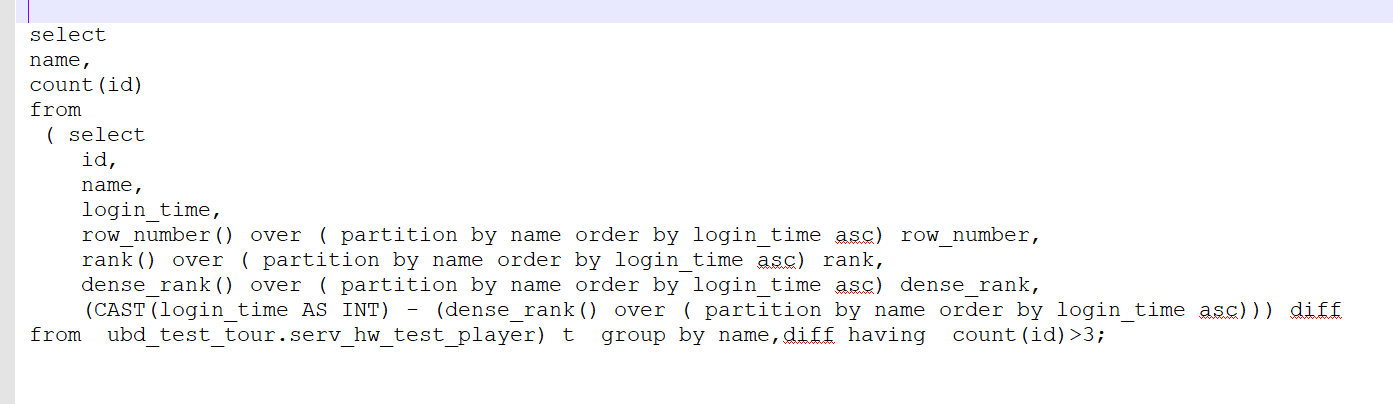 select
name,
count(id)
from
( select
id,
name,
login_time,
row_number() over ( partition by name order by login_time asc) row_number,
rank() over ( partition by name order by login_time asc) rank,
dense_rank() over ( partition by name order by login_time asc) dense_rank,
(CAST(login_time AS INT) - (dense_rank() over ( partition by name order by login_time asc))) diff
from  ubd_test_tour.serv_hw_test_player) t  group by name,diff having  count(id)>3;